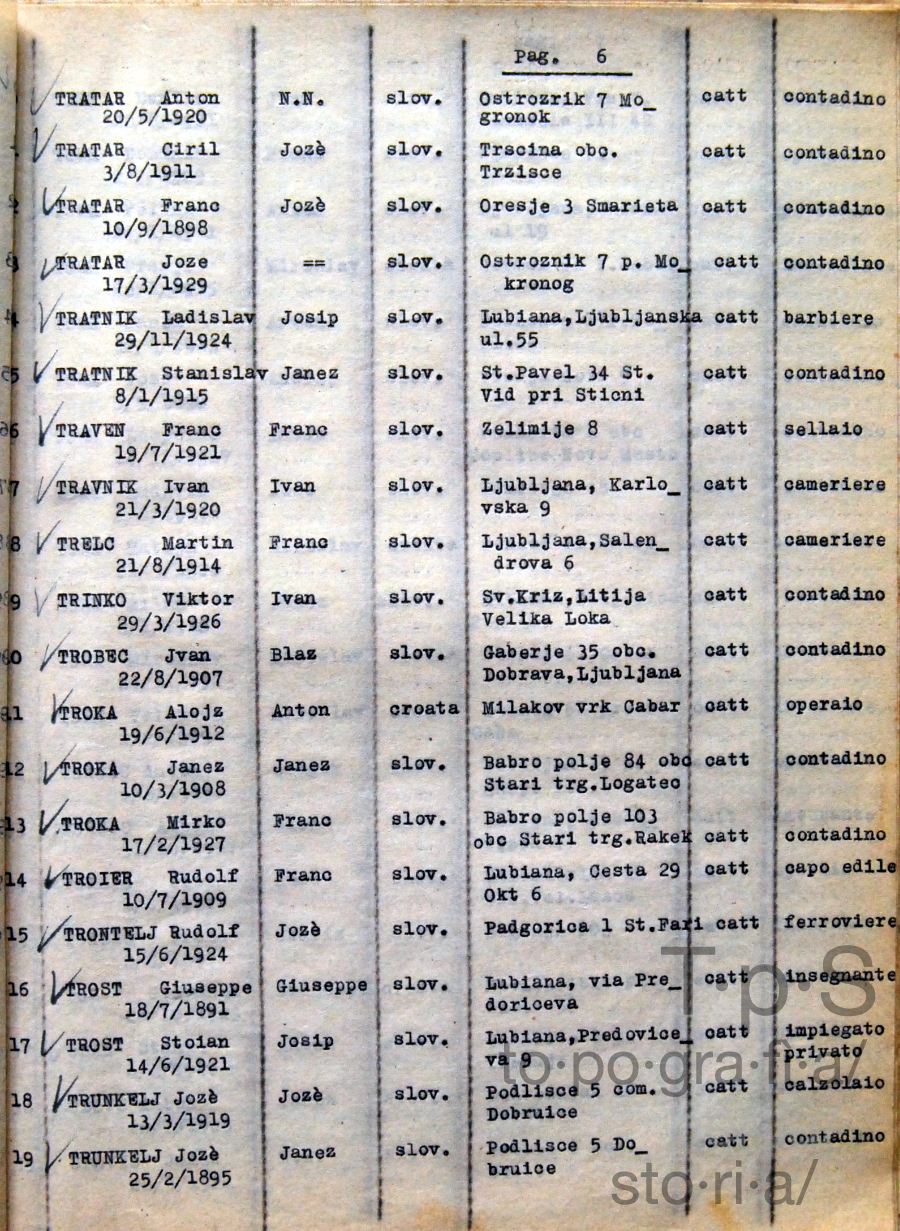 Pag. 6
TRATAR Anton N.N. slov. Ostrozrik 7 Mo_ catt contadino
20/5/1920 gronok
TRATAR Ciril Jozè slov. Trscina obc. catt contadino
3/8/1911 Trzisce
TRATAR Franc Jozè slov. Oresje 3 Smarieta catt contadino
10/9/1898
TRATAR Joze == slov. Ostroznik 7 p. Mo_ catt contadino
17/3/1929 kronog
TRATNIK Ladislav Josip slov. Lubiana,Ljubljanska catt barbiere
29/11/1924 ul.55
TRATNIK Stanislav Janez slov. St.Pavel 34 St. catt contadino
8/1/1915 Vid pri Sticni
6 TRAVEN Franc Franc slov. Zelimije 8 catt sellaio
19/7/1921
7 TRAVNIK Ivan Ivan slov. Ljubljana, Karlo_ catt cameriere
21/3/1920 vska 9
8 TRELC Martin Franc slov. Ljubljana,Salen_ catt cameriere
21/8/1914 drova 6
9 TRINKO Viktor Ivan slov. Sv.Kriz,Litija catt contadino
29/3/1926 Velika Loka
0 TROBEC Jvan Blaz slov. Gaberje 35 obc. catt contadino
22/8/1907 Dobrava,Ljubljana
11 TROKA Alojz Anton croata Milakov vrk Cabar catt operaio
19/6/1912
12 TROKA Janez Janez slov. Babro polje 84 obc catt contadino
10/3/1908 Stari trg.Logatec
13 TROKA Mirko Franc slov. Babro polje 103
17/2/1927 obc Stari trg.Rakek catt contadino
14 TROIER Rudolf Franc slov. Lubiana, Cesta 29 catt capo edile
10/7/1909 Okt 6
15 TRONTELJ Rudolf Jozè slov. Padgorica 1 St.Fari catt ferroviere
15/6/1924
16 TROST Giuseppe Giuseppe slov. Lubiana, via Pre_ catt insegnante
18/7/1891 doriceva
17 TROST Stoian Josip slov. Lubiana,Predovice_ catt impiegato
14/6/1921 va 9 privato
18 TRUNKELJ Jozè Jozè slov. Podlisce 5 com. catt calzolaio
13/3/1919 Dobruice
19 TRUNKELJ Jozè Janez slov. Podlisce 5 Do_ catt contadino
25/2/1895 bruice
T·p·S
to·po·gra·fi·a/
sto·ri·a/